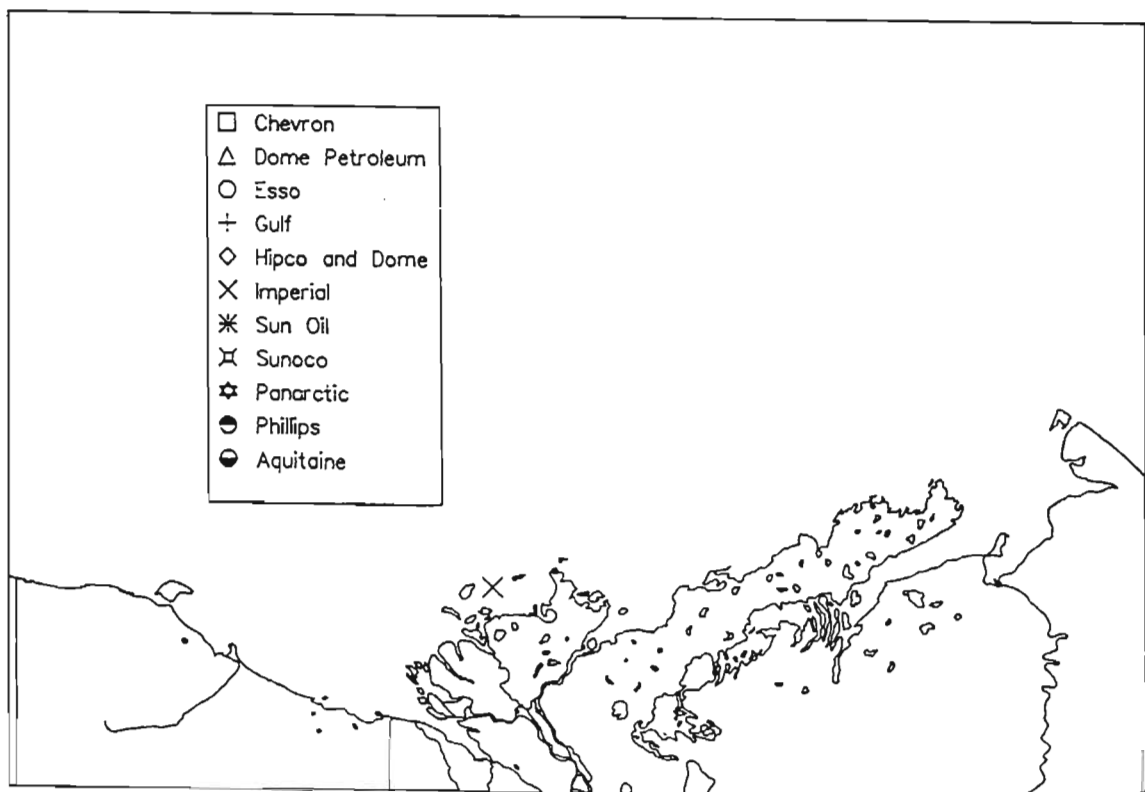 Chevron
Dome Petroleum
Esso
Gulf
Hipco and Dome
Imperial
Sun Oil
Sunoco
Panarctic
Phillips
Aquitaine